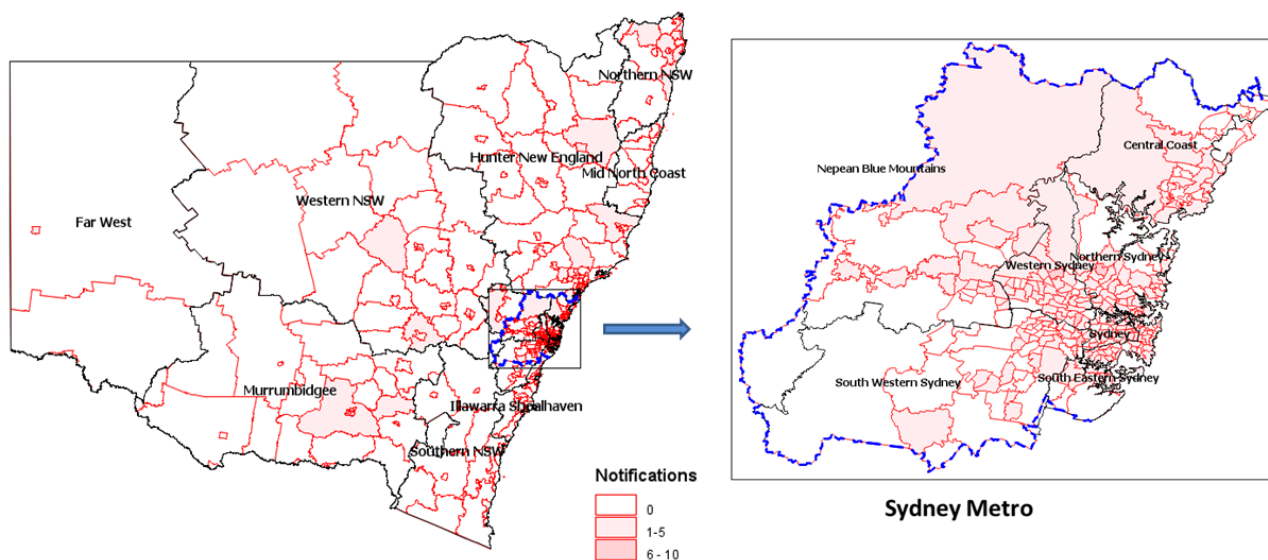 Northern NSW
Hunter New England
Mid North Coast
Western NSW
Far West
Murrumbidgee
Illawarra Shoalhaven
Southern NSW
Notifications
0
1-5
6 - 10
Central Coast
Nepean Blue Mountains
Northern Sydney
Western Sydney
Sydney
South Western Sydney
South Eastern Sydney
Sydney Metro